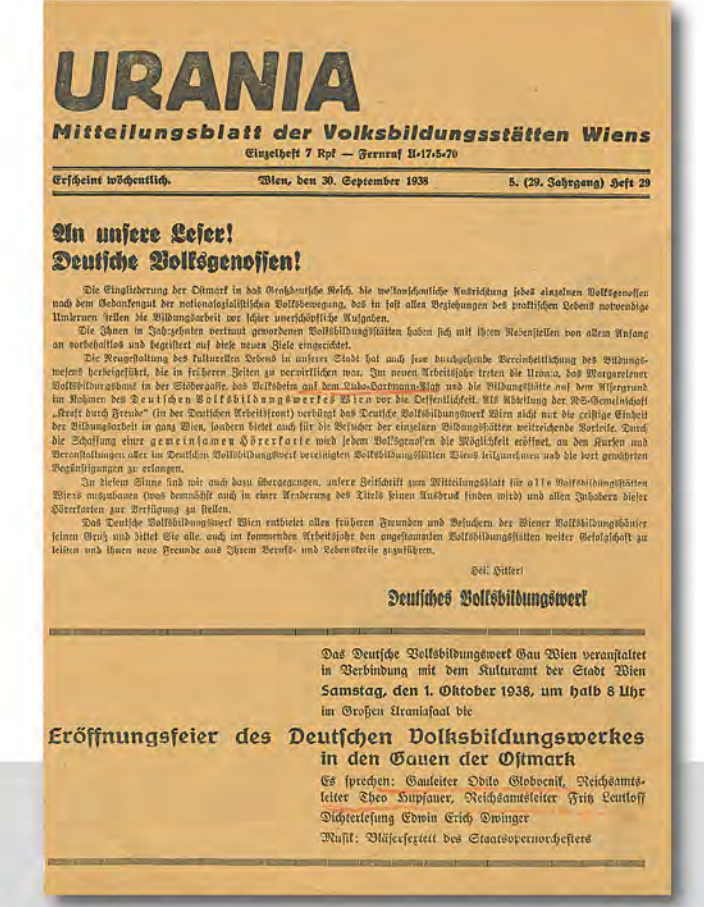 URANIA
Mitteilungsblatt der Volksbildungsstätten Wiens
Einzelheft 7 Rpf — Fernruf U=17=5=70
Erscheint wöchentlich. Wien, den 30. September 1938 5. (29. Jahrgang) Heft 29
An unsere Leser!
Deutsche Volksgenossen!
Die Eingliederung der Ostmark in das Großdeutsche Reich, die weltanschauliche Ausrichtung jedes einzelnen Volksgenossen
nach dem Gedankengut der nationalsozialistischen Volksbewegung, das in fast allen Beziehungen des praktischen Lebens notwendige
Umlernen stellen die Bildungsarbeit vor schier unerschöpfliche Aufgaben.
Die Ihnen in Jahrzehnten vertraut gewordenen Volksbildungsstätten haben sich mit ihren Nebenstellen von allem Anfang
an vorbehaltlos und begeistert auf diese neuen Ziele eingerichtet.
Die Neugestaltung des kulturellen Lebens in unserer Stadt hat auch jene durchgehende Vereinheitlichung des Bildungs-
wesens herbeigeführt, die in früheren Zeiten zu verwirklichen war. Im neuen Arbeitsjahr treten die Urania, das Margaretener
Volksbildungshaus in der Stöbergasse, das Volksheim auf dem Ludo-Hartmann-Platz und die Bildungsstätte auf dem Alsergrund
im Rahmen des Deutschen Volksbildungswerkes Wien vor die Oeffentlichkeit. Als Abteilung der NS-Gemeinschaft
„Kraft durch Freude“ (in der Deutschen Arbeitsfront) verbürgt das Deutsche Volksbildungswerk Wien nicht nur die geistige Einheit
der Bildungsarbeit in ganz Wien, sondern bietet auch für die Besucher der einzelnen Bildungsstätten weitreichende Vorteile. Durch
die Schaffung einer gemeinsamen Hörerkarte wird jedem Volksgenossen die Möglichkeit eröffnet, an den Kursen und
Veranstaltungen aller im Deutschen Volksbildungswerk vereinigten Volksbildungsstätten Wiens teilzunehmen und die dort gewährten
Begünstigungen zu erlangen.
In diesem Sinne sind wir auch dazu übergegangen, unsere Zeitschrift zum Mitteilungsblatt für alle Volksbildungsstätten
Wiens auszubauen (was demnächst auch in einer Aenderung des Titels seinen Ausdruck finden wird) und allen Inhabern dieser
Hörerkarten zur Verfügung zu stellen.
Das Deutsche Volksbildungswerk Wien entbietet allen früheren Freunden und Besuchern der Wiener Volksbildungshäuser
seinen Gruß und bittet Sie alle, auch im kommenden Arbeitsjahr den angestammten Volksbildungsstätten weiter Gefolgschaft zu
leisten und ihnen neue Freunde aus Ihrem Berufs- und Lebenskreise zuzuführen.
Heil Hitler!
Deutsches Volksbildungswerk
Das Deutsche Volksbildungswerk Gau Wien veranstaltet
in Verbindung mit dem Kulturamt der Stadt Wien
Samstag, den 1. Oktober 1938, um halb 8 Uhr
im Großen Uraniasaal die
Eröffnungsfeier des Deutschen Volksbildungswerkes
in den Gauen der Ostmark
Es sprechen: Gauleiter Odilo Globocnik, Reichsamts-
leiter Theo Hupfauer, Reichsamtsleiter Fritz Leutloff
Dichterlesung Edwin Erich Dwinger
Musik: Bläsersextett des Staatsopernorchesters